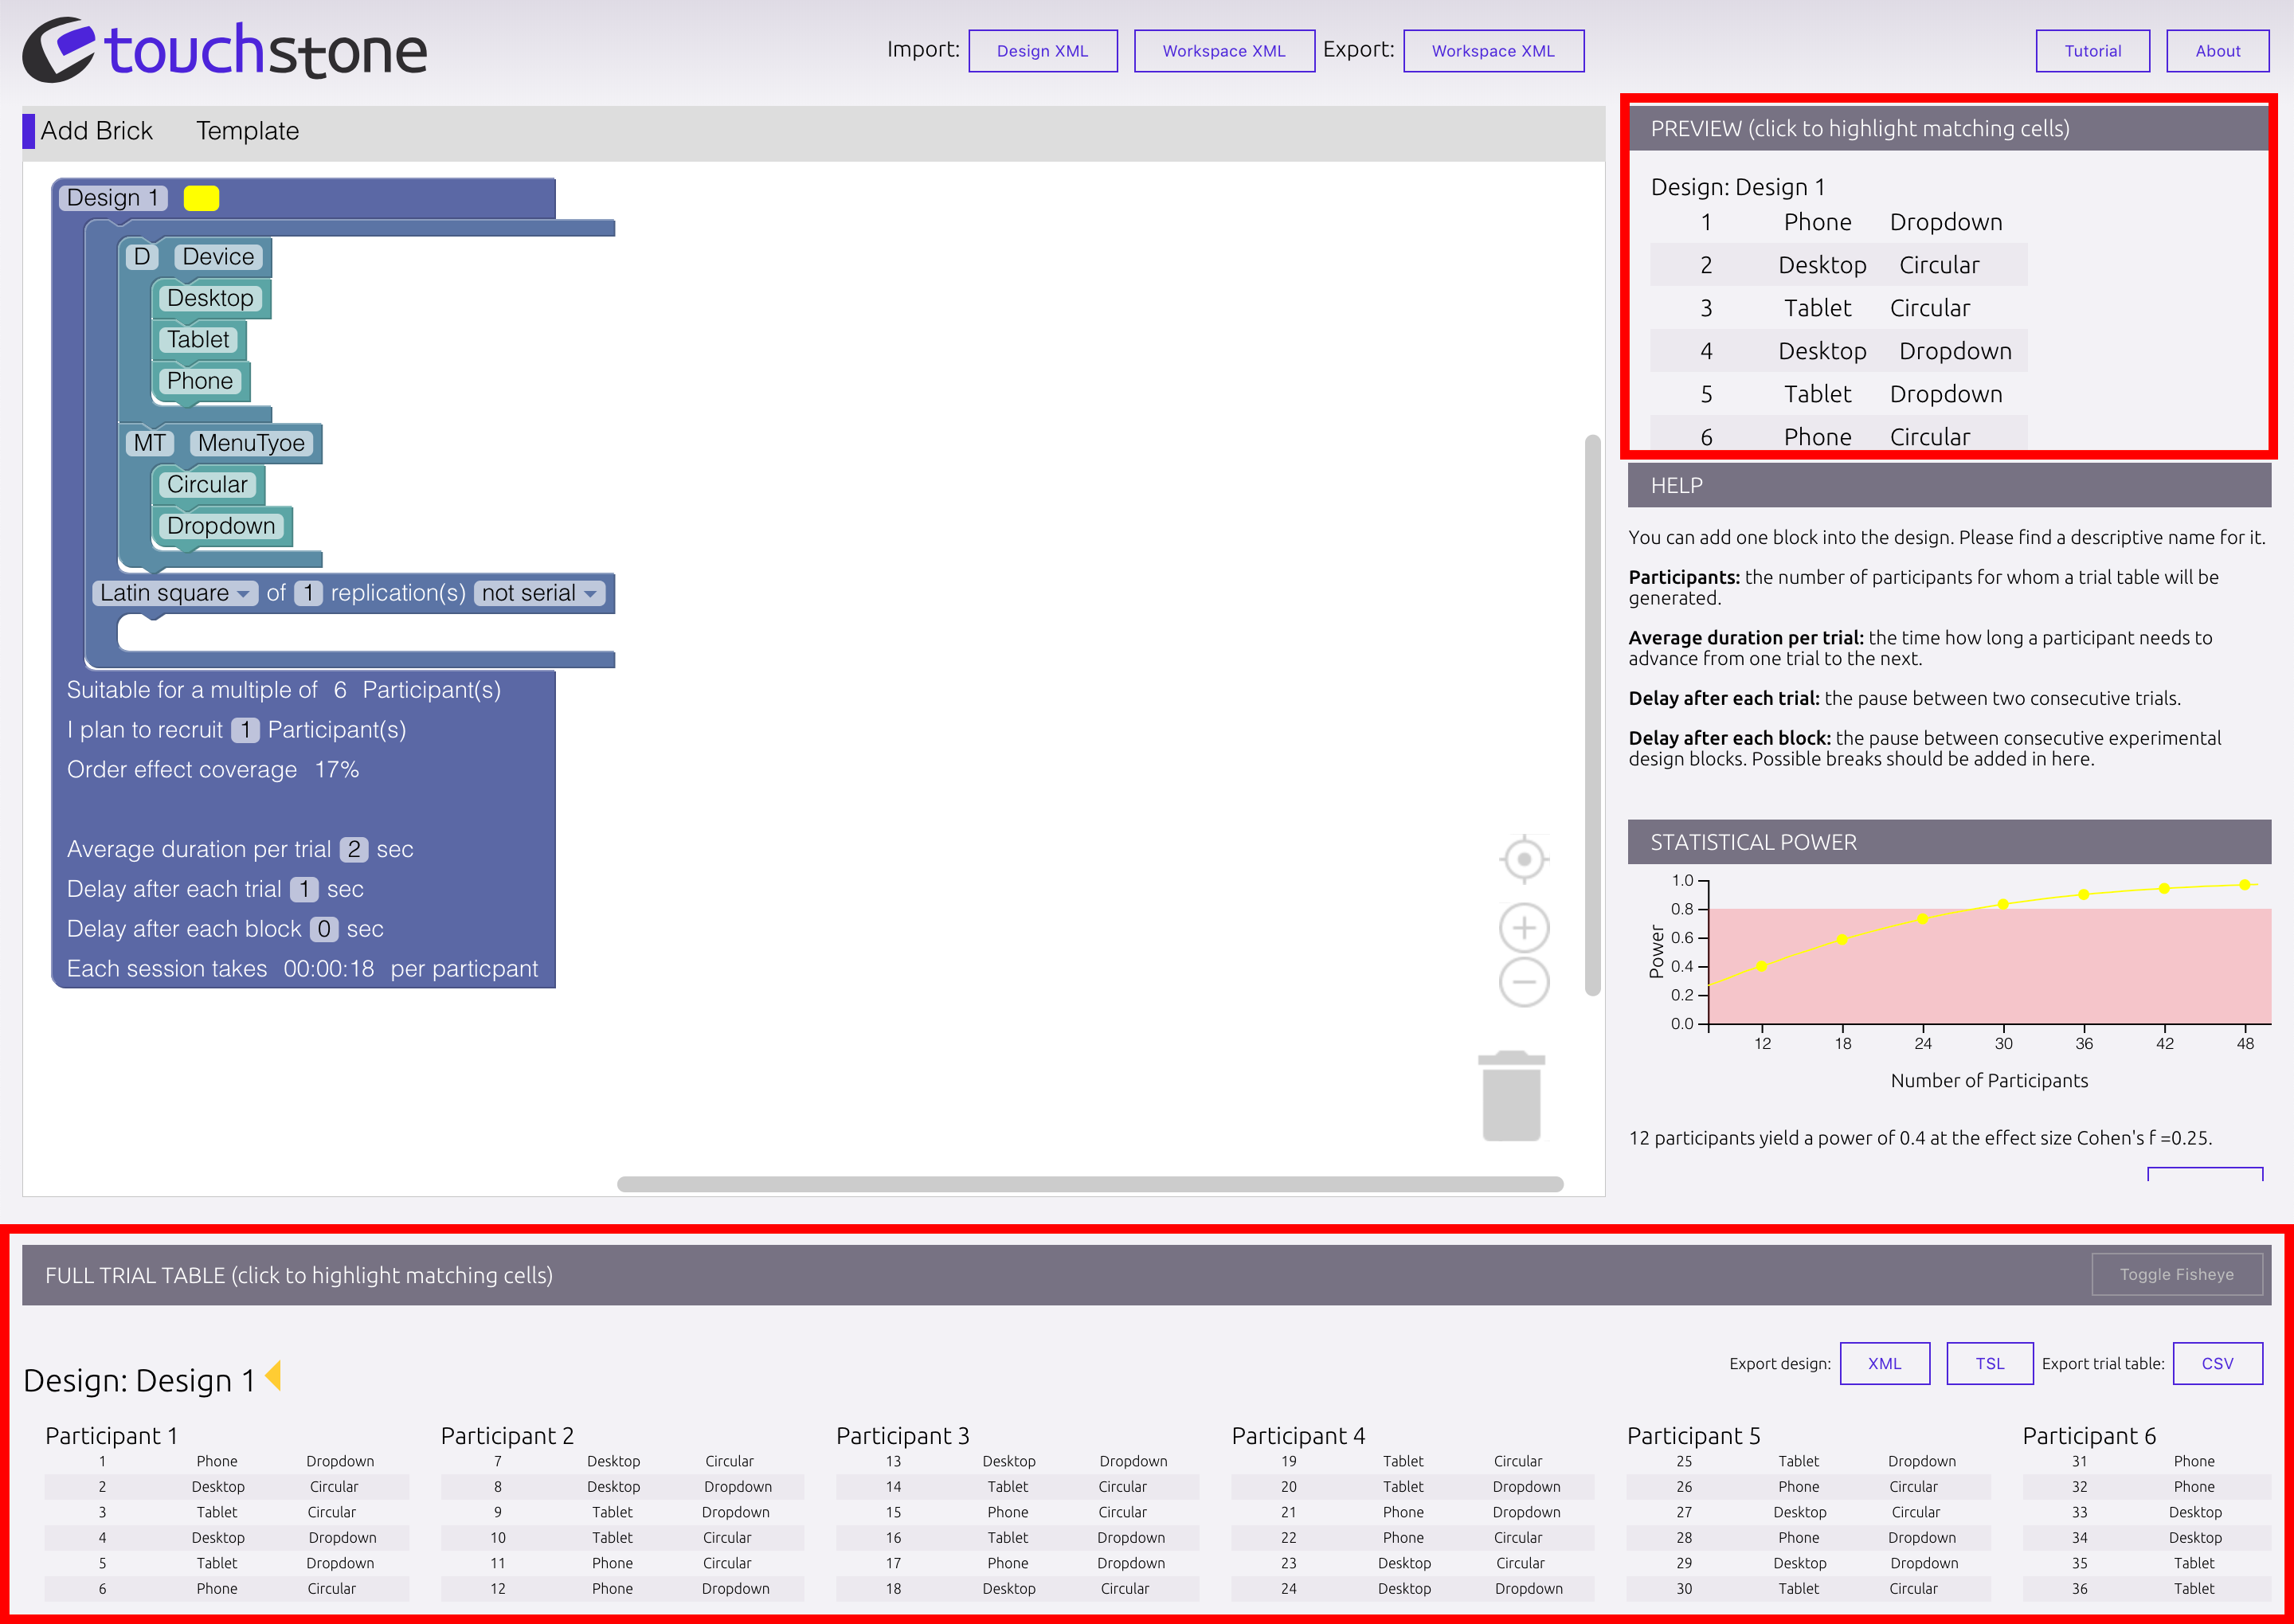 touchstone
Import: Design XML Workspace XML Export: Workspace XML
Tutorial About
Add Brick Template
Design 1
D Device
Desktop
Tablet
Phone
MT MenuTyoe
Circular
Dropdown
Latin square of 1 replication(s) not serial
Suitable for a multiple of 6 Participant(s)
I plan to recruit 1 Participant(s)
Order effect coverage 17%
Average duration per trial 2 sec
Delay after each trial 1 sec
Delay after each block 0 sec
Each session takes 00:00:18 per particpant
PREVIEW (click to highlight matching cells)
Design: Design 1
1 Phone Dropdown
2 Desktop Circular
3 Tablet Circular
4 Desktop Dropdown
5 Tablet Dropdown
6 Phone Circular
HELP
You can add one block into the design. Please find a descriptive name for it.
Participants: the number of participants for whom a trial table will be
generated.
Average duration per trial: the time how long a participant needs to
advance from one trial to the next.
Delay after each trial: the pause between two consecutive trials.
Delay after each block: the pause between consecutive experimental
design blocks. Possible breaks should be added in here.
STATISTICAL POWER
1.0
0.8
0.6
0.4
0.2
0.0
Power
12 18 24 30 36 42 48
Number of Participants
12 participants yield a power of 0.4 at the effect size Cohen's f =0.25.
FULL TRIAL TABLE (click to highlight matching cells)
Toggle Fisheye
Design: Design 1
Export design: XML TSL Export trial table: CSV
Participant 1
1 Phone Dropdown
2 Desktop Circular
3 Tablet Circular
4 Desktop Dropdown
5 Tablet Dropdown
6 Phone Circular
Participant 2
7 Desktop Circular
8 Desktop Dropdown
9 Tablet Dropdown
10 Tablet Circular
11 Phone Circular
12 Phone Dropdown
Participant 3
13 Desktop Dropdown
14 Tablet Circular
15 Phone Circular
16 Tablet Dropdown
17 Phone Dropdown
18 Desktop Circular
Participant 4
19 Tablet Circular
20 Tablet Dropdown
21 Phone Dropdown
22 Phone Circular
23 Desktop Circular
24 Desktop Dropdown
Participant 5
25 Tablet Dropdown
26 Phone Circular
27 Desktop Circular
28 Phone Dropdown
29 Desktop Dropdown
30 Tablet Circular
Participant 6
31 Phone
32 Phone
33 Desktop
34 Desktop
35 Tablet
36 Tablet